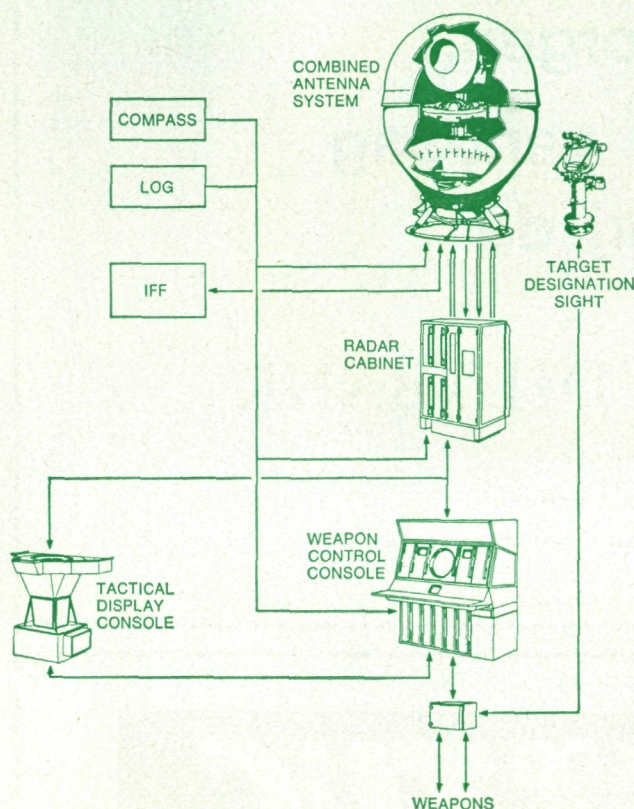 COMBINED
ANTENNA
SYSTEM
COMPASS
LOG
IFF
TARGET
DESIGNATION
SIGHT
RADAR
CABINET
WEAPON
CONTROL
CONSOLE
TACTICAL
DISPLAY
CONSOLE
WEAPONS